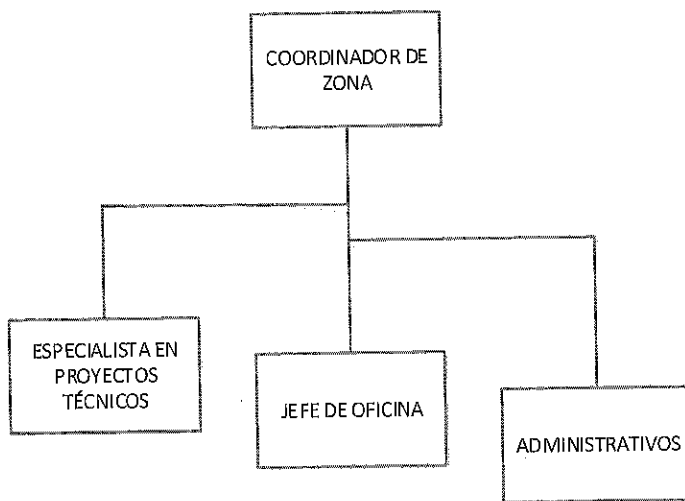 COORDINADOR DE
ZONA
ESPECIALISTA EN
PROYECTOS
TÉCNICOS
JEFE DE OFICINA
ADMINISTRATIVOS